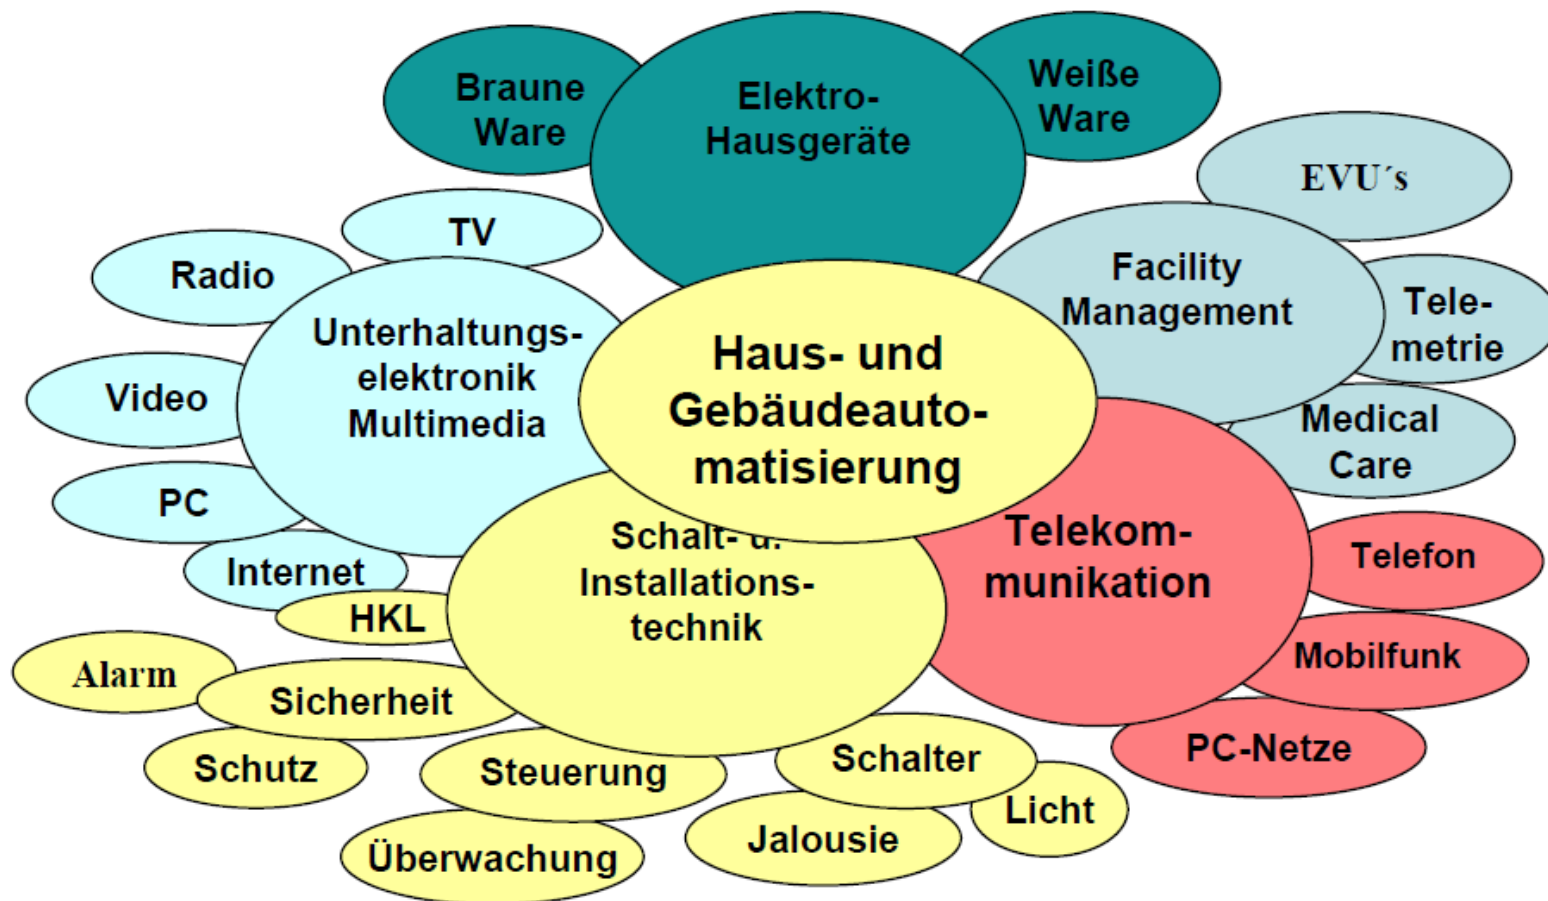 Braune
Ware
Elektro-
Hausgeräte
Weiße
Ware
EVU´s
TV
Radio
Facility
Management
Tele-
metrie
Unterhaltungs-
elektronik
Multimedia
Haus- und
Gebäudeauto-
matisierung
Video
Medical
Care
PC
Internet
Schalt- u.
Installations-
technik
Telekom-
munikation
Telefon
HKL
Alarm
Sicherheit
Mobilfunk
Schutz
Steuerung
Schalter
PC-Netze
Überwachung
Jalousie
Licht